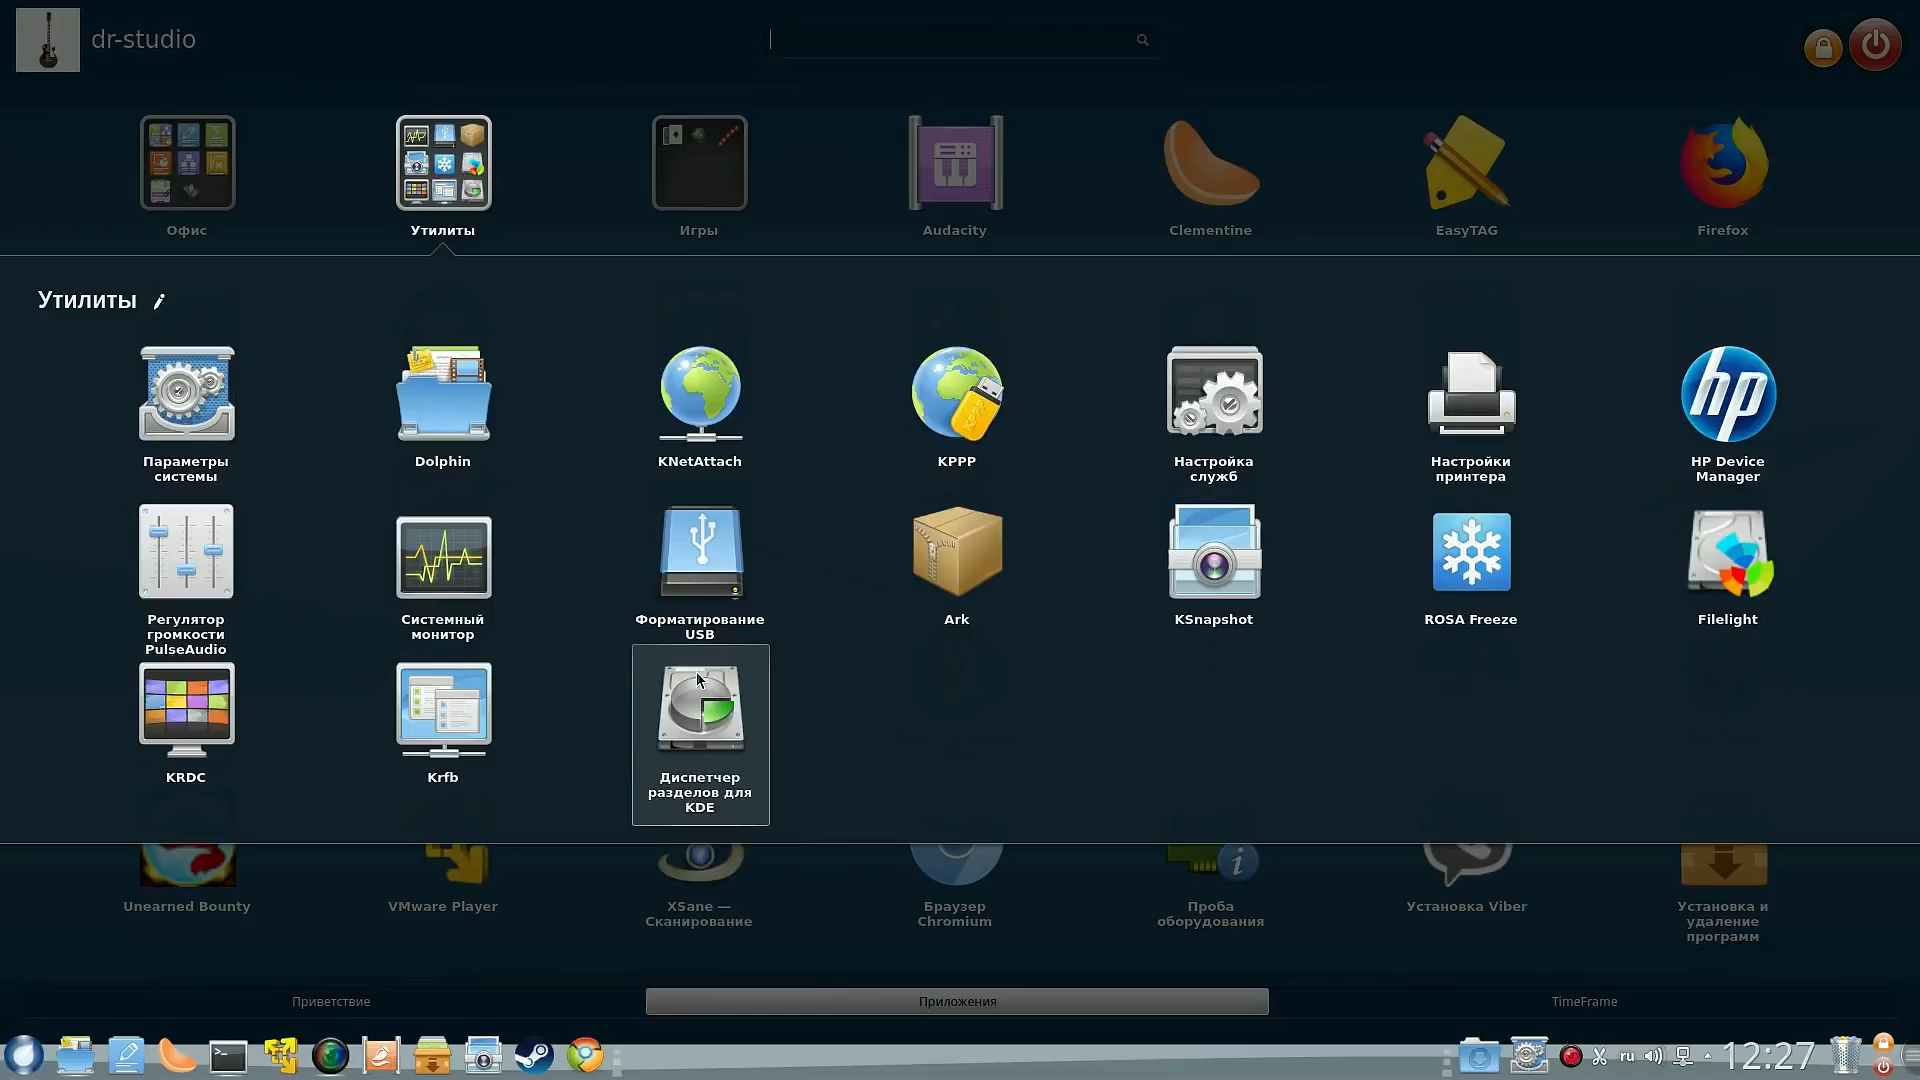 dr-studio
Офис
Утилиты
Игры
Audacity
Clementine
EasyTAG
Firefox
Утилиты
Параметры
системы
Dolphin
KNetAttach
KPPP
Настройка
служб
Настройки
принтера
HP Device
Manager
Регулятор
громкости
PulseAudio
Системный
монитор
Форматирование
USB
Ark
KSnapshot
ROSA Freeze
Filelight
KRDC
Krfb
Диспетчер
разделов для
KDE
Unearned Bounty
VMware Player
XSane —
Сканирование
Браузер
Chromium
Проба
оборудования
Установка Viber
Установка и
удаление
программ
Приветствие
Приложения
TimeFrame
ru
12:27